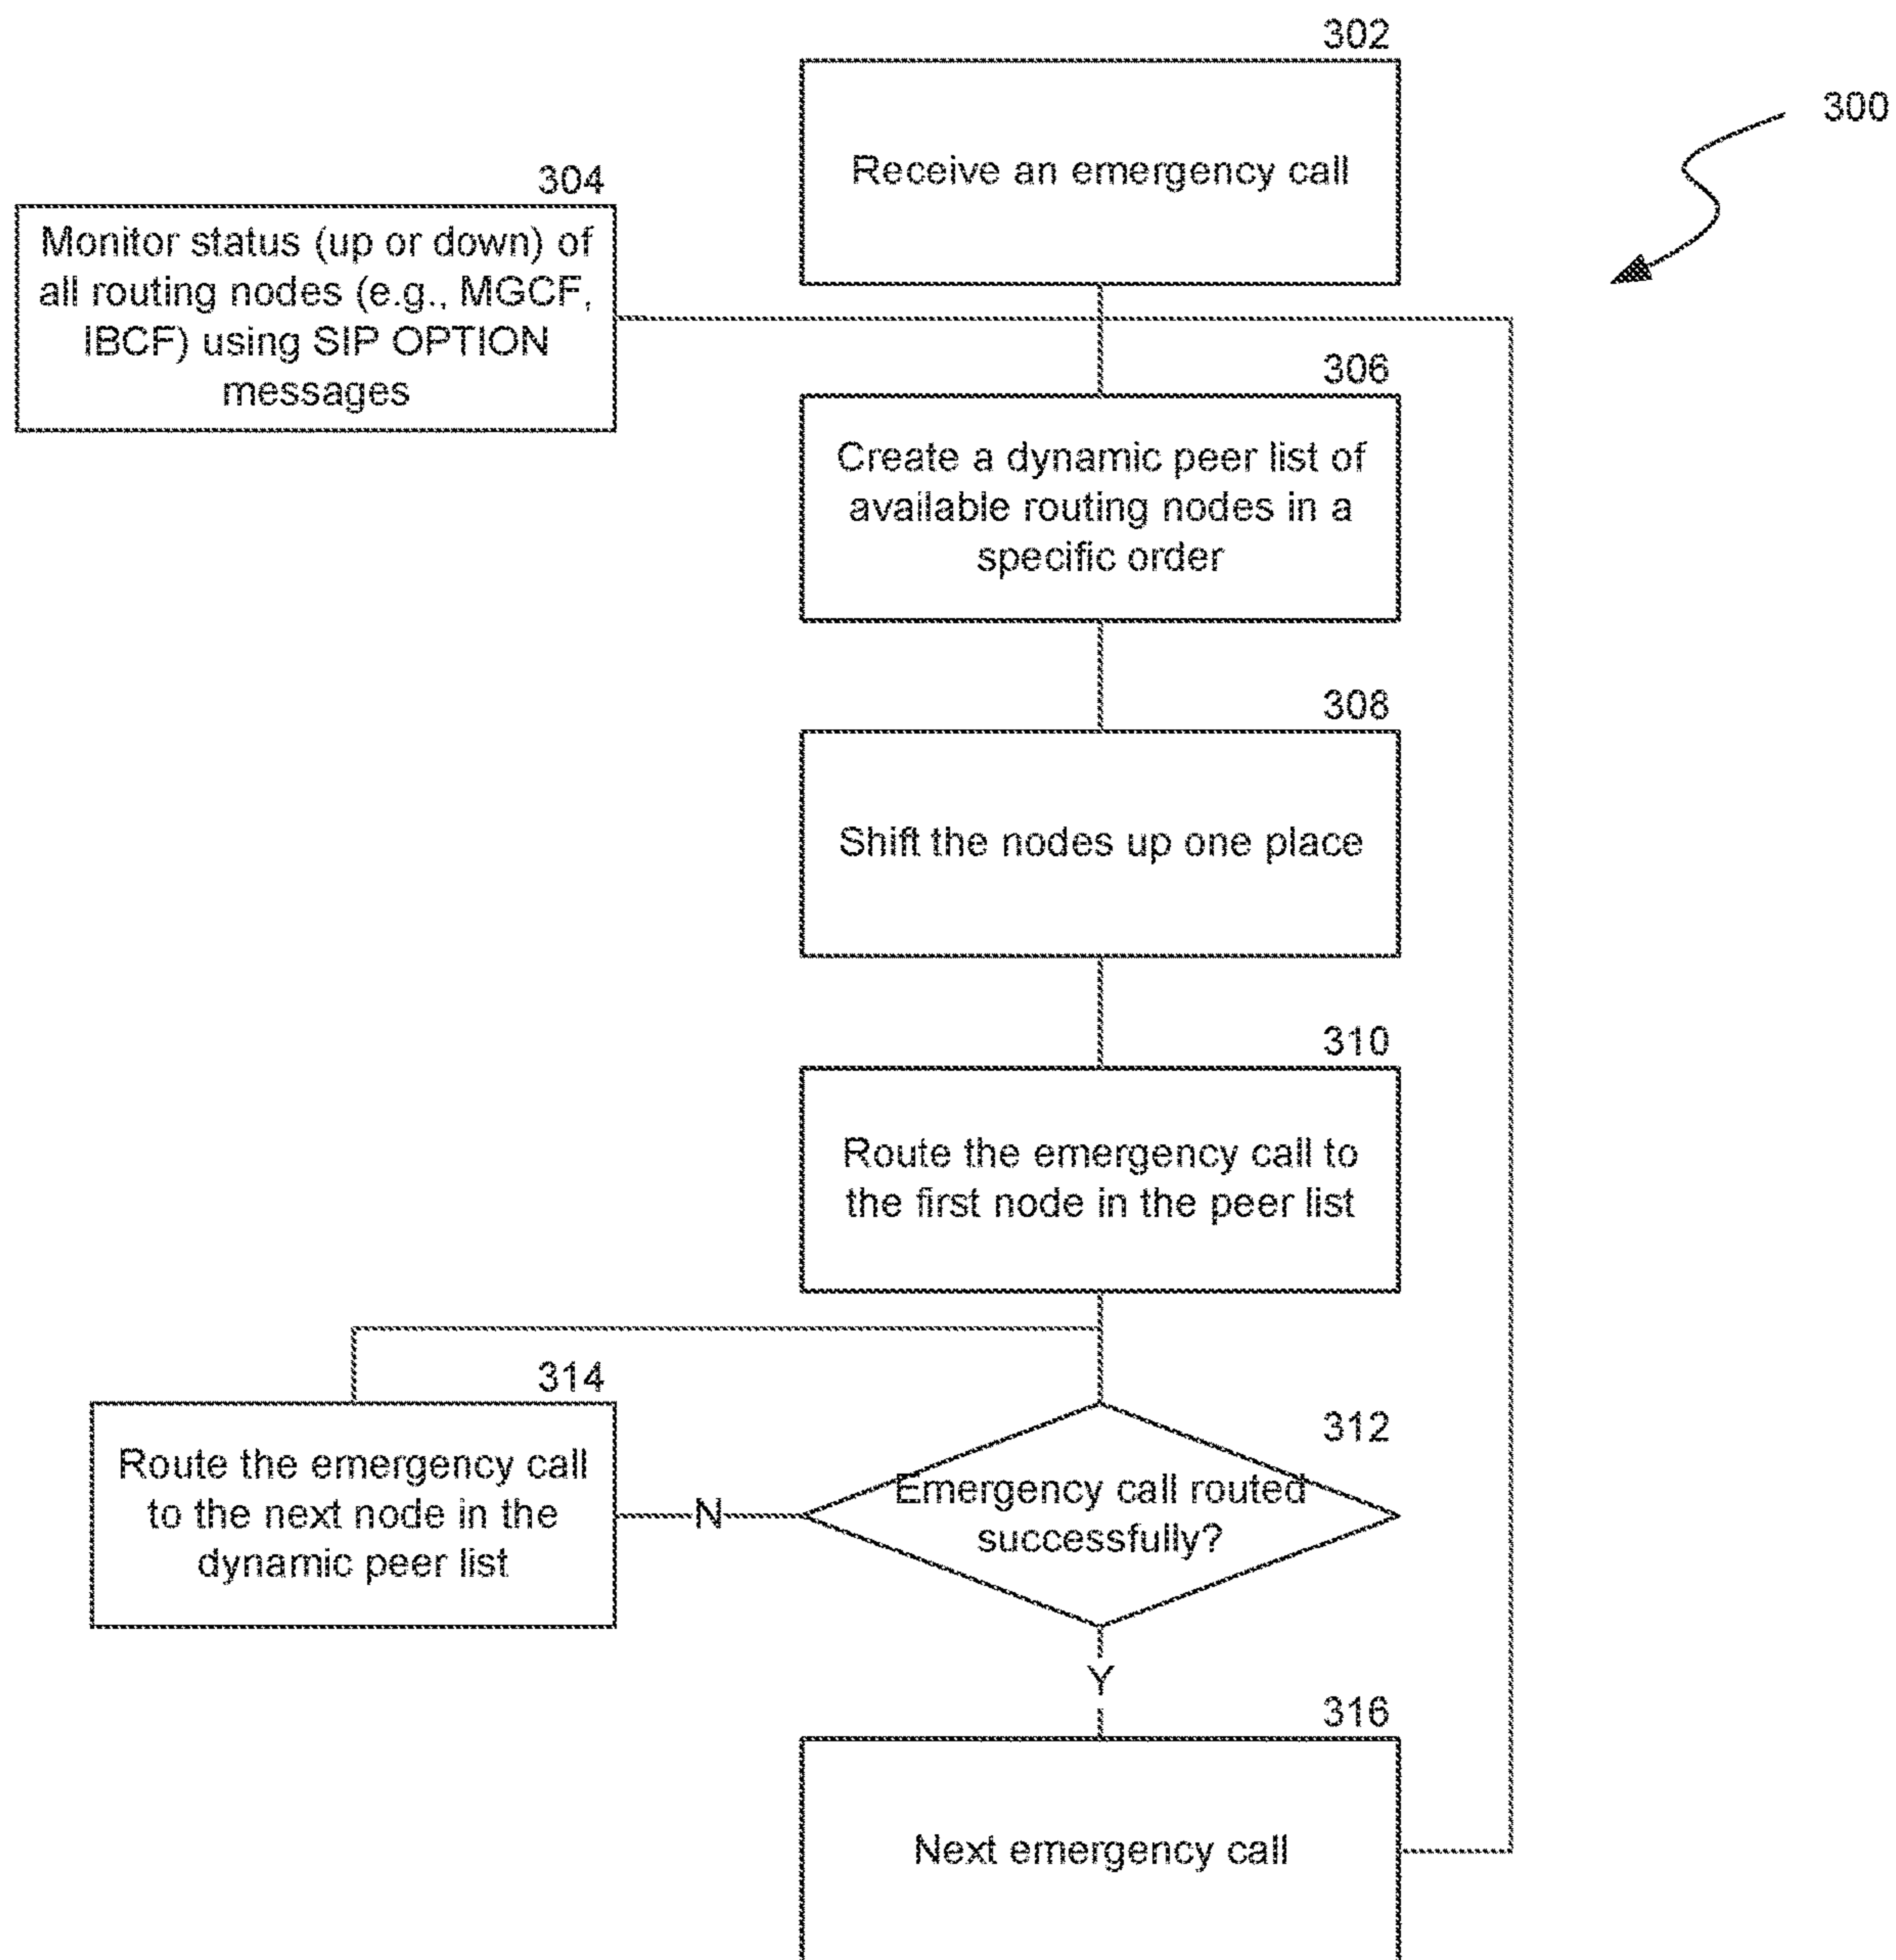 302
Receive an emergency call
300
304
Monitor status (up or down) of
all routing nodes (e.g., MGCF,
IBCF) using SIP OPTION
messages
306
Create a dynamic peer list of
available routing nodes in a
specific order
308
Shift the nodes up one place
310
Route the emergency call to
the first node in the peer list
314
Route the emergency call
to the next node in the
dynamic peer list
N
312
Emergency call routed
successfully?
Y
316
Next emergency call